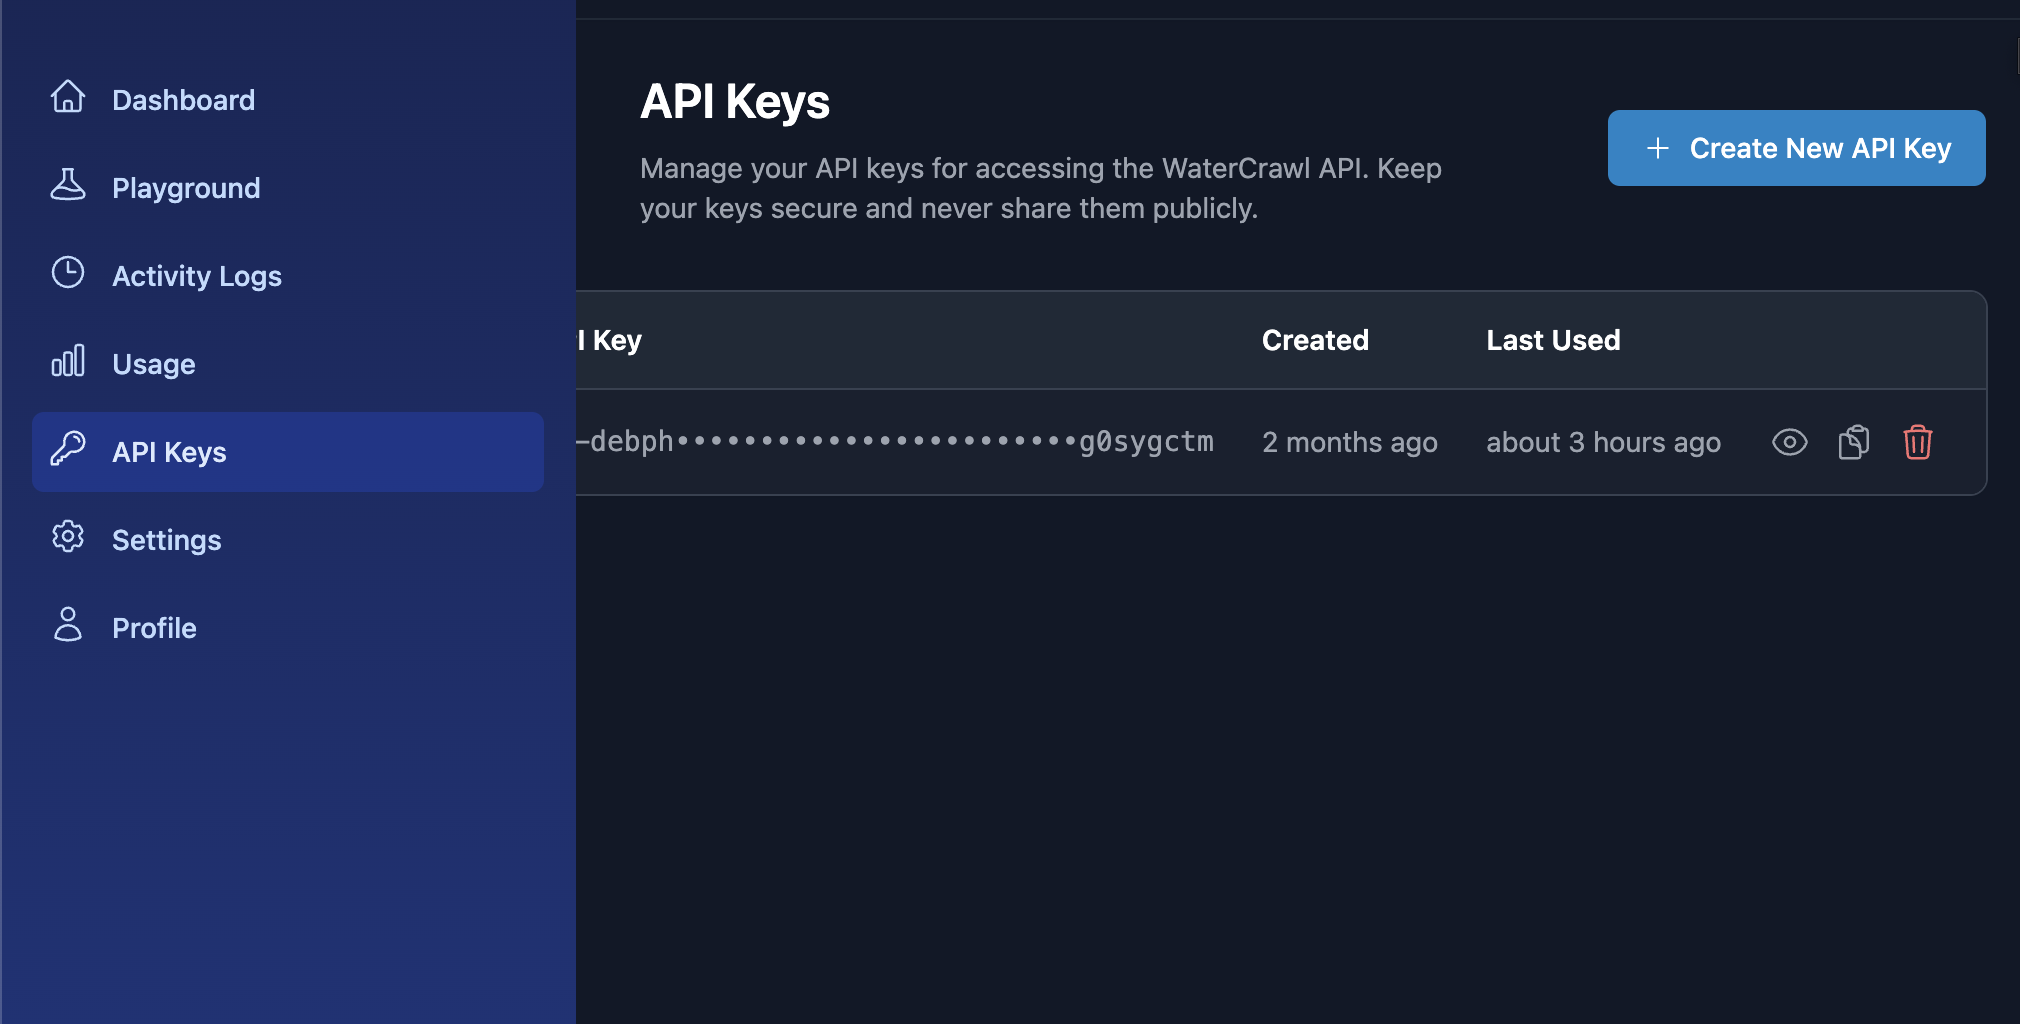 Dashboard
Playground
Activity Logs
Usage
API Keys
Settings
Profile
API Keys
Manage your API keys for accessing the WaterCrawl API. Keep
your keys secure and never share them publicly.
+ Create New API Key
I Key Created Last Used
-debph••••••••••••••••••••••••g0sygctm 2 months ago about 3 hours ago